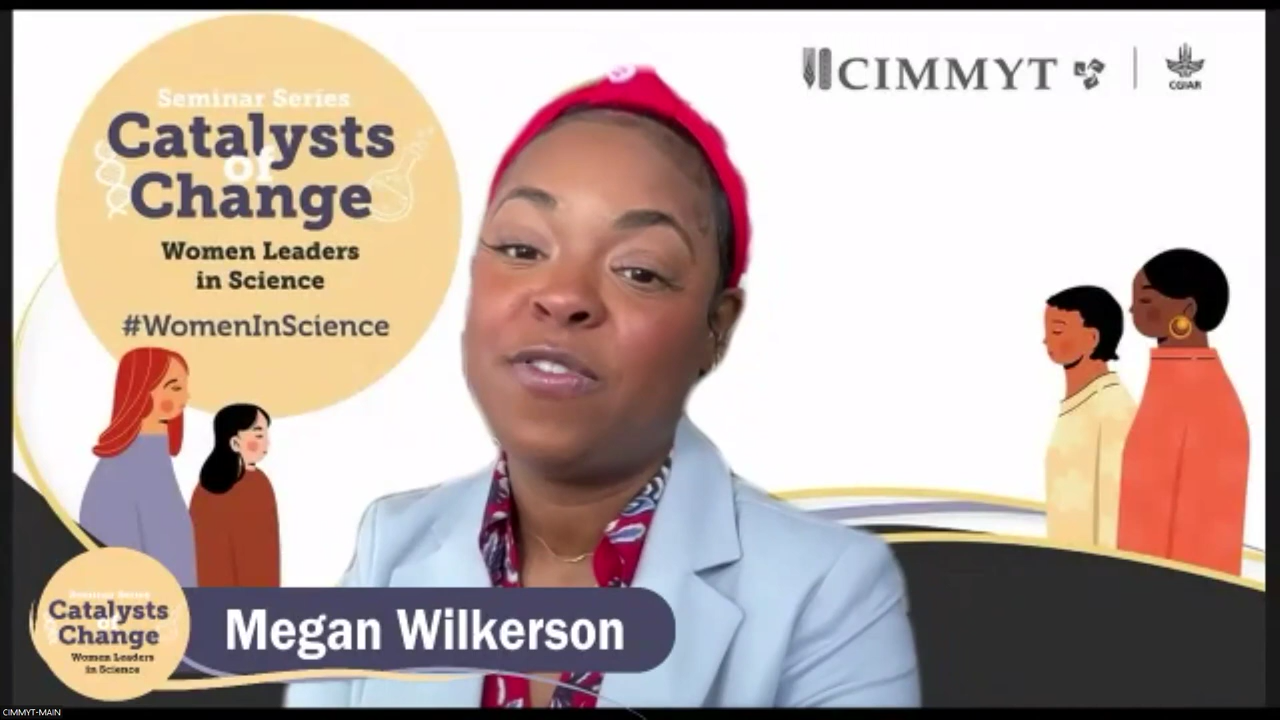 Seminar Series
Catalysts
of
Change
Women Leaders
in Science
#WomenInScience
CIMMYT
CGIAR
Seminar Series
Catalysts
of
Change
Women Leaders
in Science
Megan Wilkerson
CIMMYT-MAIN